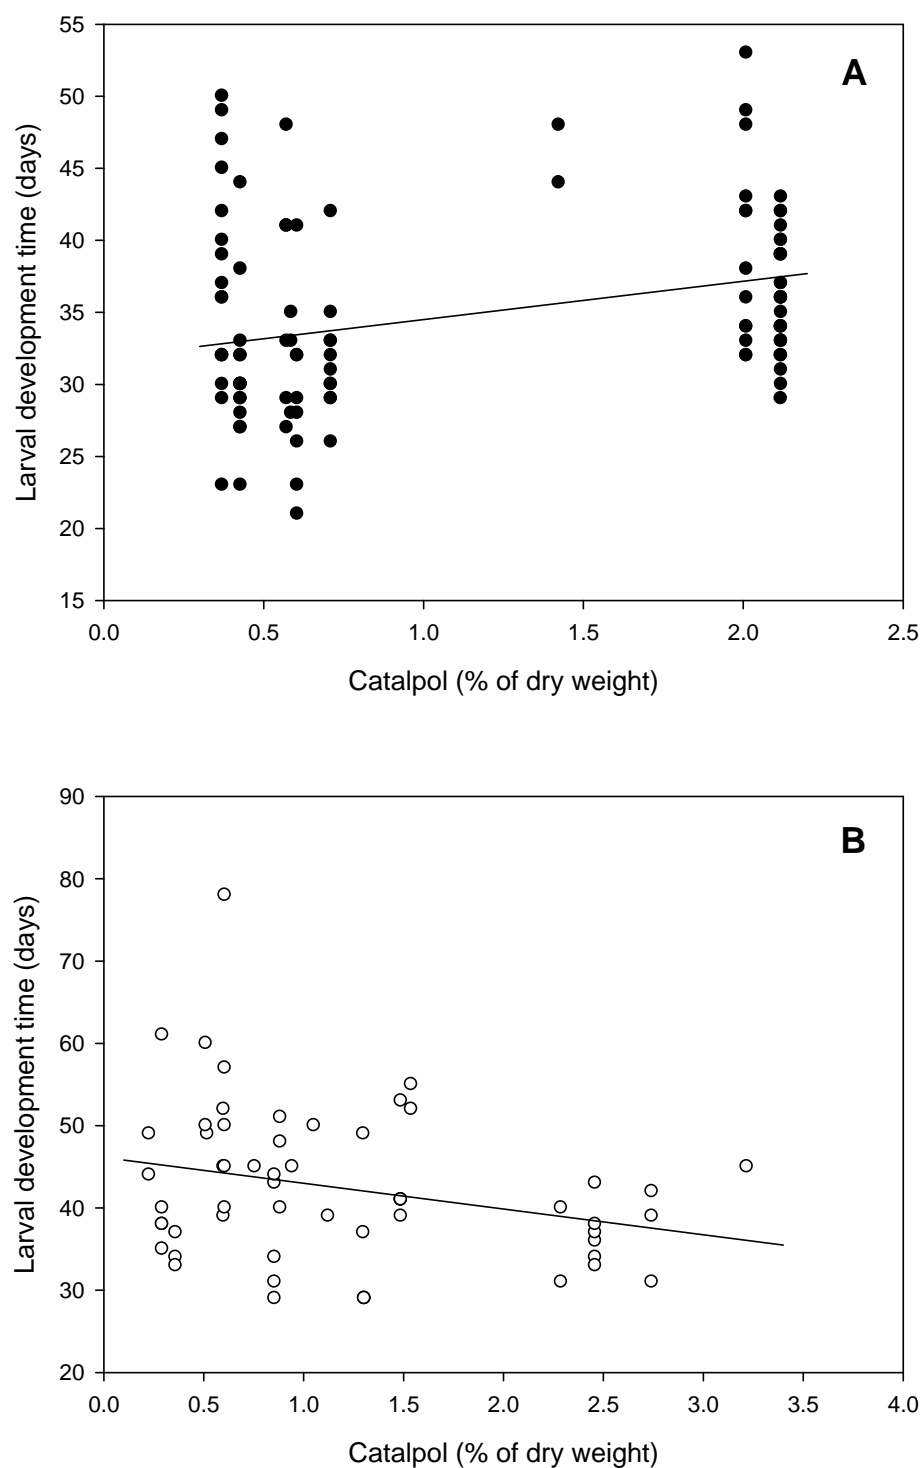 55
A
50
45
40
35
30
25
20
15
Larval development time (days)
0.0 0.5 1.0 1.5 2.0 2.5
Catalpol (% of dry weight)
90
B
80
70
60
50
40
30
20
Larval development time (days)
0.0 0.5 1.0 1.5 2.0 2.5 3.0 3.5 4.0
Catalpol (% of dry weight)